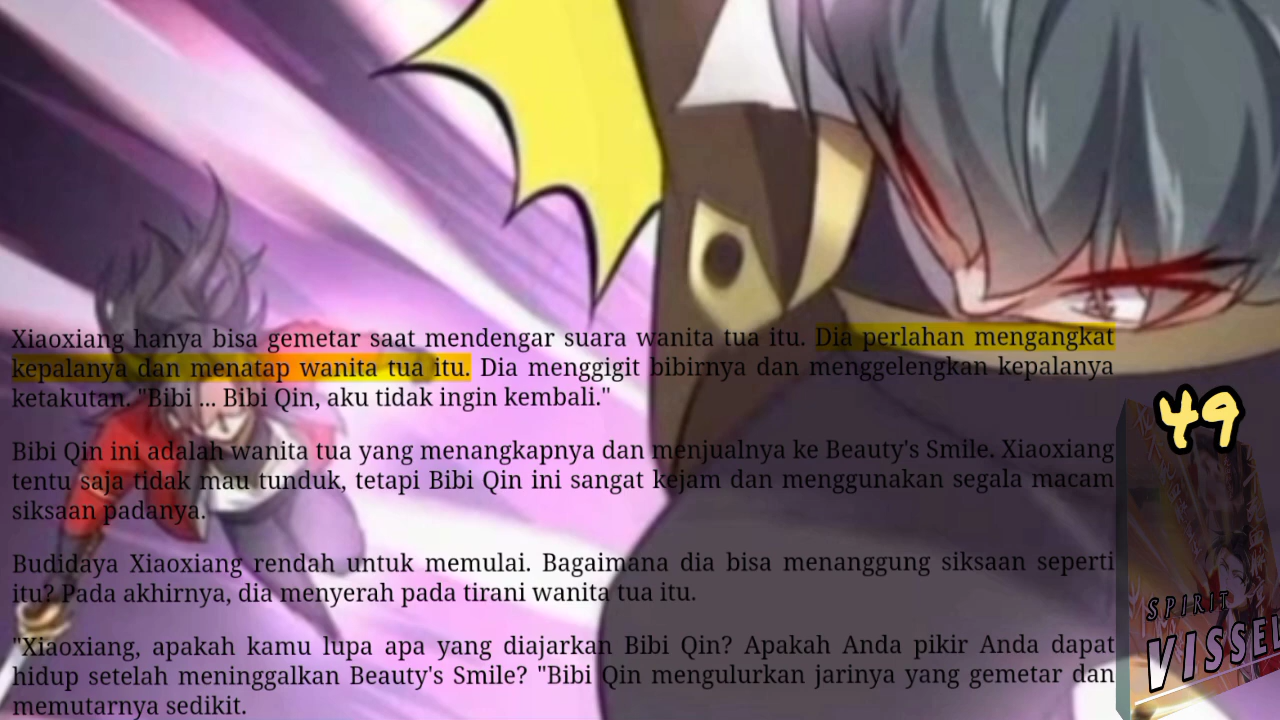 Xiaoxiang hanya bisa gemetar saat mendengar suara wanita tua itu. Dia perlahan mengangkat
kepalanya dan menatap wanita tua itu. Dia menggigit bibirnya dan menggelengkan kepalanya
ketakutan. "Bibi ... Bibi Qin, aku tidak ingin kembali."
Bibi Qin ini adalah wanita tua yang menangkapnya dan menjualnya ke Beauty's Smile. Xiaoxiang
tentu saja tidak mau tunduk, tetapi Bibi Qin ini sangat kejam dan menggunakan segala macam
siksaan padanya.
Budidaya Xiaoxiang rendah untuk memulai. Bagaimana dia bisa menanggung siksaan seperti
itu? Pada akhirnya, dia menyerah pada tirani wanita tua itu.
"Xiaoxiang, apakah kamu lupa apa yang diajarkan Bibi Qin? Apakah Anda pikir Anda dapat
hidup setelah meninggalkan Beauty's Smile? "Bibi Qin mengulurkan jarinya yang gemetar dan
memutarnya sedikit.
49
SPIRIT
VISSEL